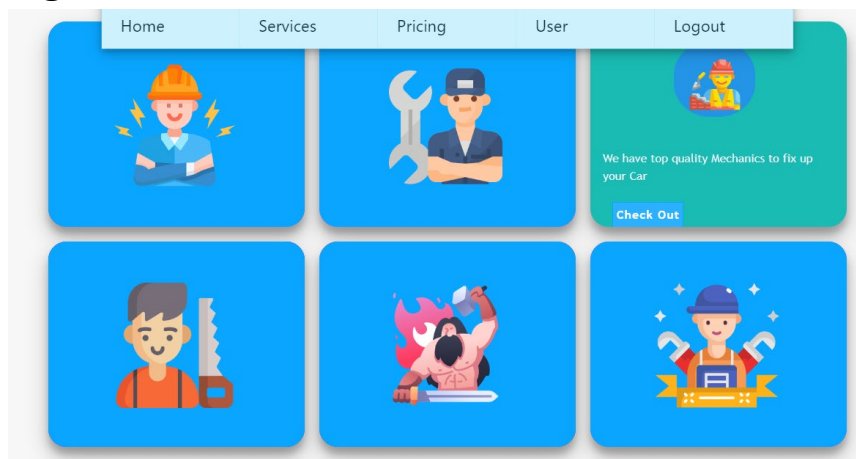 Home Services Pricing User Logout
We have top quality Mechanics to fix up
your Car
Check Out